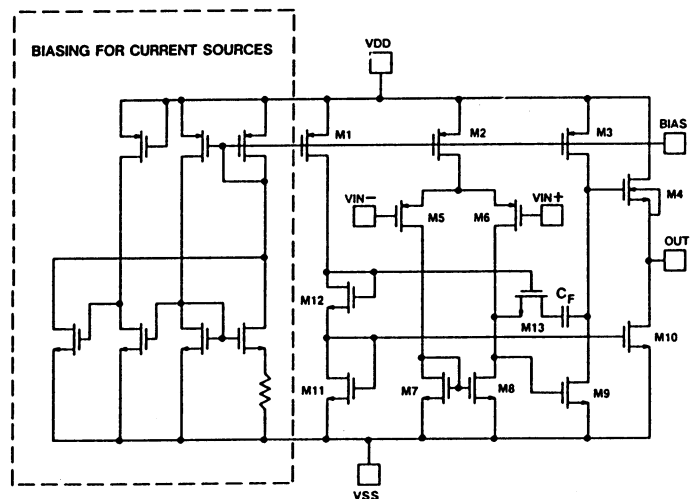 BIASING FOR CURRENT SOURCES
VDD
M1
M2
M3
BIAS
M4
VIN-
M5
M6
VIN+
OUT
M12
CF
M13
M10
M11
M7
M8
M9
VSS